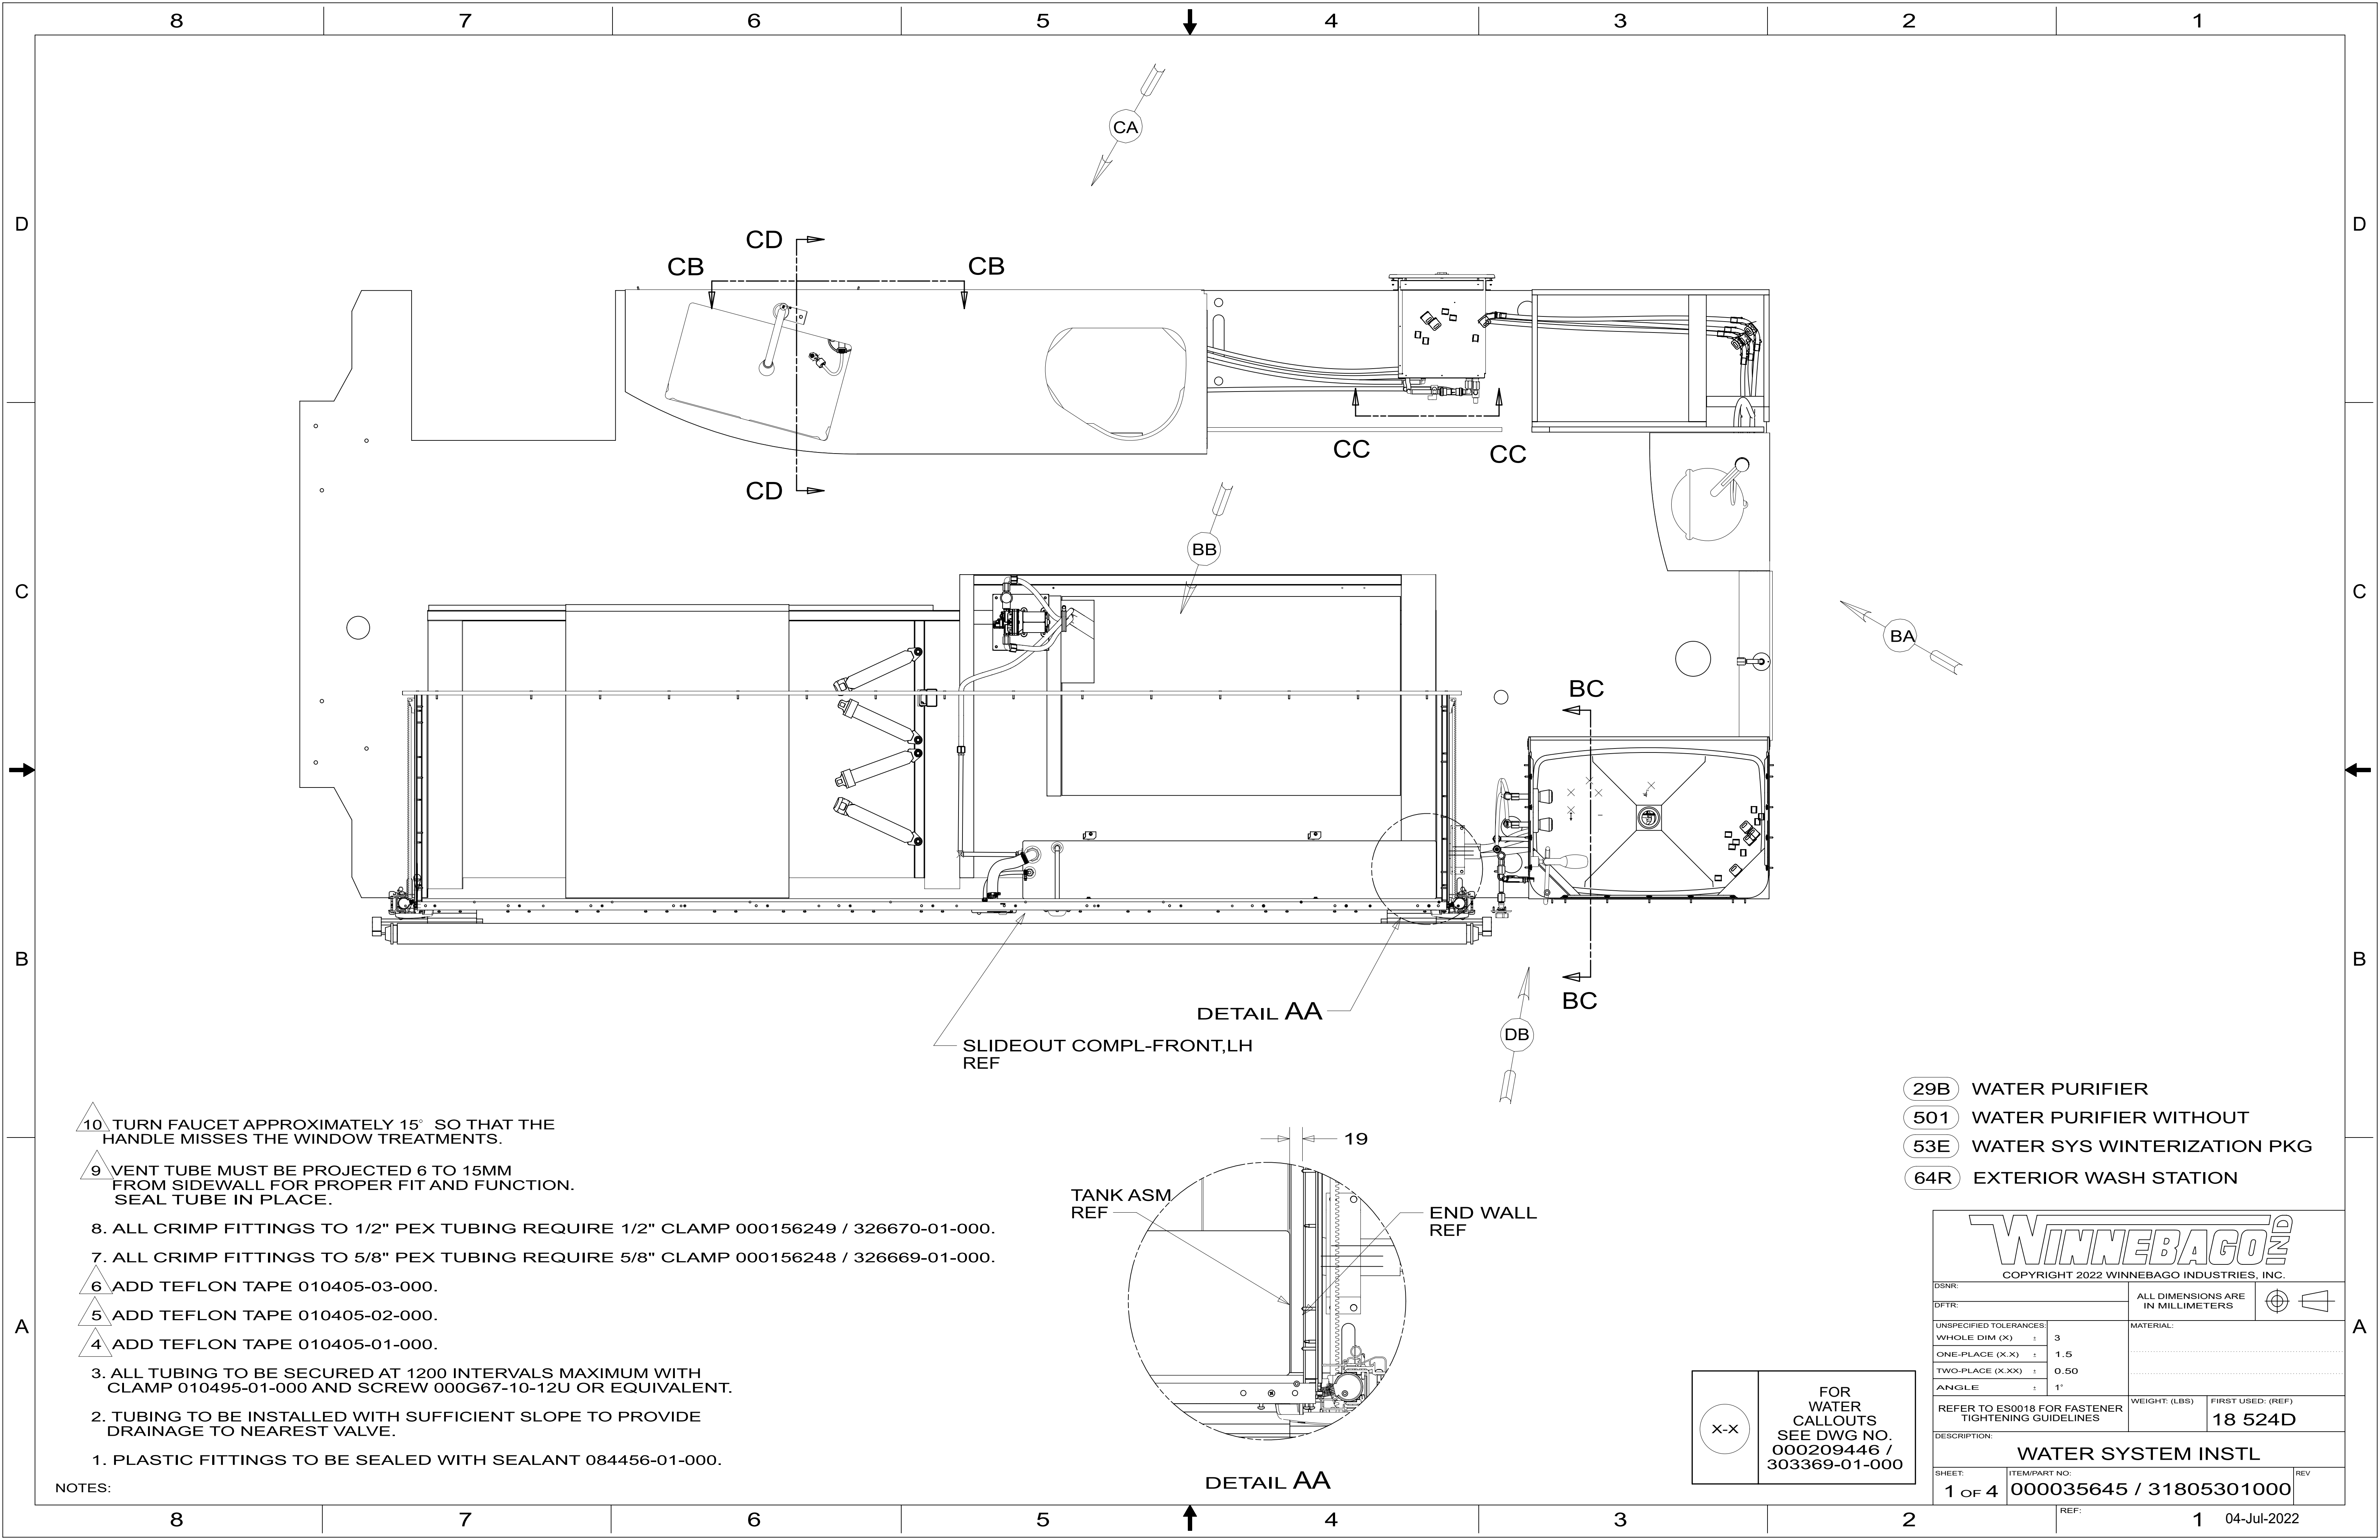 8 7 6 5 4 3 2 1
D
D
C
C
B
B
A
A
CA
CD
CB
CB
CC
CC
CD
BB
BA
BC
BC
DETAIL AA
DB
SLIDEOUT COMPL-FRONT,LH
REF
10 TURN FAUCET APPROXIMATELY 15° SO THAT THE
HANDLE MISSES THE WINDOW TREATMENTS.
9 VENT TUBE MUST BE PROJECTED 6 TO 15MM
FROM SIDEWALL FOR PROPER FIT AND FUNCTION.
SEAL TUBE IN PLACE.
8. ALL CRIMP FITTINGS TO 1/2" PEX TUBING REQUIRE 1/2" CLAMP 000156249 / 326670-01-000.
7. ALL CRIMP FITTINGS TO 5/8" PEX TUBING REQUIRE 5/8" CLAMP 000156248 / 326669-01-000.
6 ADD TEFLON TAPE 010405-03-000.
5 ADD TEFLON TAPE 010405-02-000.
4 ADD TEFLON TAPE 010405-01-000.
3. ALL TUBING TO BE SECURED AT 1200 INTERVALS MAXIMUM WITH
CLAMP 010495-01-000 AND SCREW 000G67-10-12U OR EQUIVALENT.
2. TUBING TO BE INSTALLED WITH SUFFICIENT SLOPE TO PROVIDE
DRAINAGE TO NEAREST VALVE.
1. PLASTIC FITTINGS TO BE SEALED WITH SEALANT 084456-01-000.
NOTES:
19
TANK ASM
REF
END WALL
REF
DETAIL AA
29B WATER PURIFIER
501 WATER PURIFIER WITHOUT
53E WATER SYS WINTERIZATION PKG
64R EXTERIOR WASH STATION
X-X
FOR
WATER
CALLOUTS
SEE DWG NO.
000209446 /
303369-01-000
WINNEBAGO IND
COPYRIGHT 2022 WINNEBAGO INDUSTRIES, INC.
DSNR:
DFTR:
ALL DIMENSIONS ARE
IN MILLIMETERS
UNSPECIFIED TOLERANCES:
WHOLE DIM (X) ± 3
ONE-PLACE (X.X) ± 1.5
TWO-PLACE (X.XX) ± 0.50
ANGLE ± 1°
MATERIAL:
REFER TO ES0018 FOR FASTENER
TIGHTENING GUIDELINES
WEIGHT: (LBS)
FIRST USED: (REF)
18 524D
DESCRIPTION:
WATER SYSTEM INSTL
SHEET:
1 OF 4
ITEM/PART NO:
000035645 / 31805301000
REV
8 7 6 5 4 3 2 1
REF:
04-Jul-2022